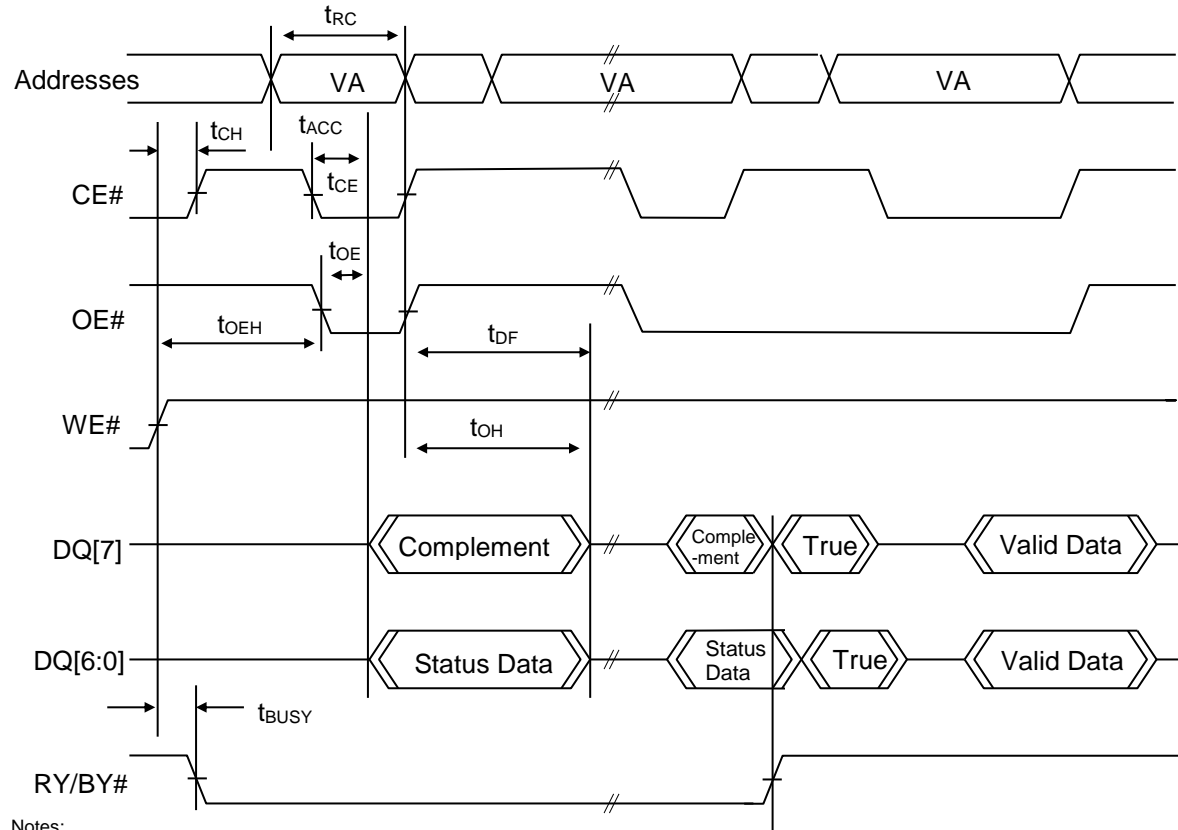 tRC
Addresses
VA
VA
VA
tCH
tACC
CE#
tCE
tOE
OE#
tOEH
tDF
WE#
tOH
DQ[7]
Complement
Comple
-ment
True
Valid Data
DQ[6:0]
Status Data
Status
Data
True
Valid Data
tBUSY
RY/BY#
Notes: